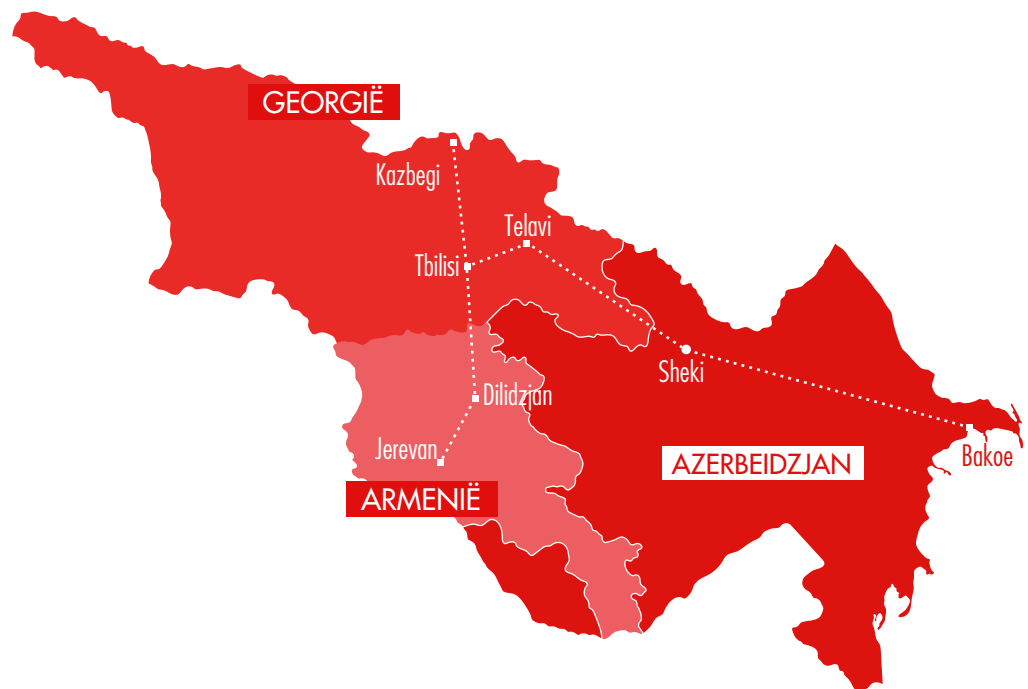 GEORGIË
Kazbegi
Telavi
Tbilisi
Sheki
Dilidzjan
Jerevan
AZERBEIDZJAN
Bakoe
ARMENIË